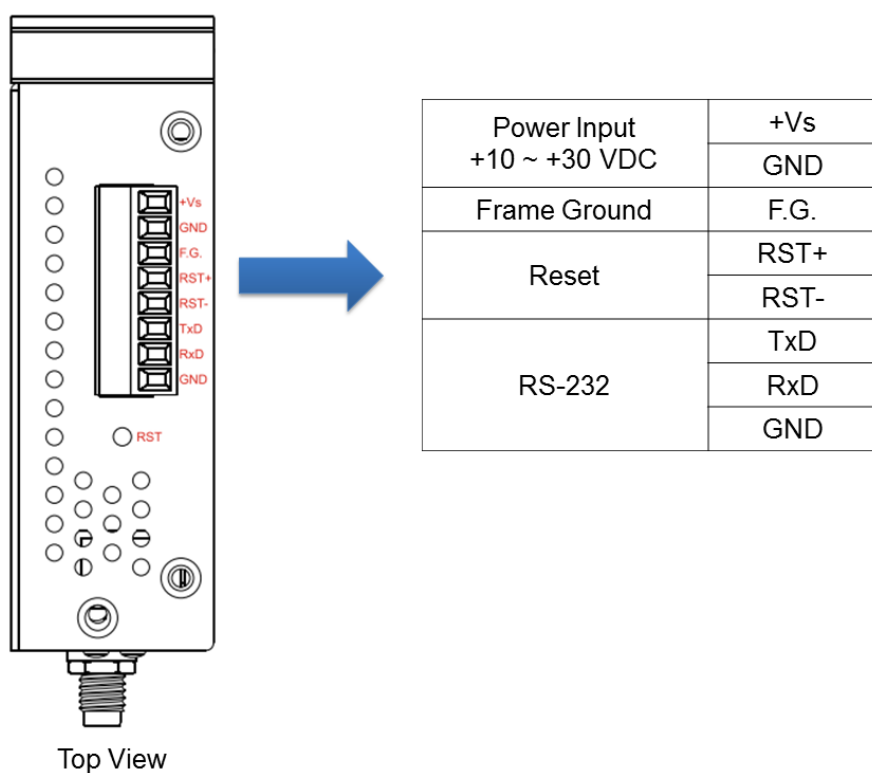 +Vs
GND
F.G.
RST+
RST-
TxD
RxD
GND
RST
Top View
Power Input
+10 ~ +30 VDC
+Vs
GND
Frame Ground
F.G.
Reset
RST+
RST-
RS-232
TxD
RxD
GND